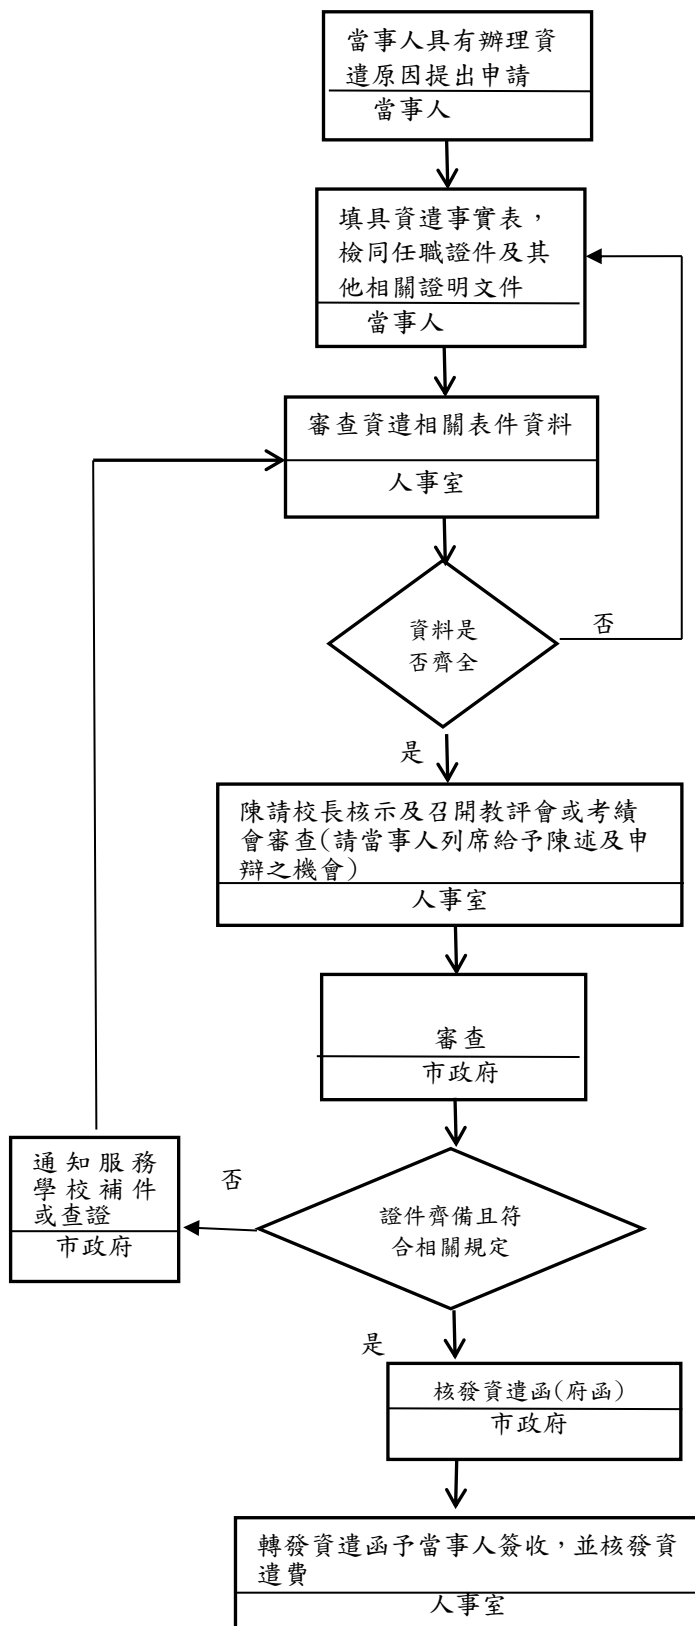 當事人具有辦理資
遣原因提出申請
當事人
填具資遣事實表，
檢同任職證件及其
他相關證明文件
當事人
審查資遣相關表件資料
人事室
資料是
否齊全
否
是
陳請校長核示及召開教評會或考績
會審查(請當事人列席給予陳述及申
辯之機會)
人事室
審查
市政府
通知服務
學校補件
或查證
市政府
否
證件齊備且符
合相關規定
是
核發資遣函(府函)
市政府
轉發資遣函予當事人簽收，並核發資
遣費
人事室